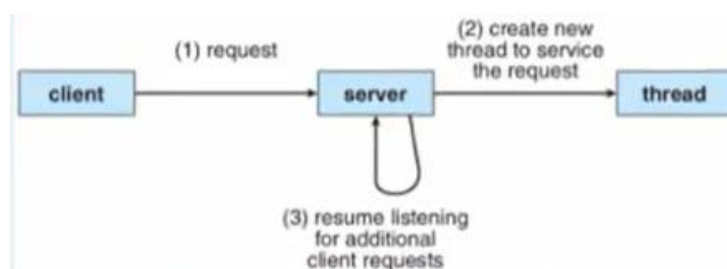 (1) request
(2) create new
thread to service
the request
client
server
thread
(3) resume listening
for additional
client requests